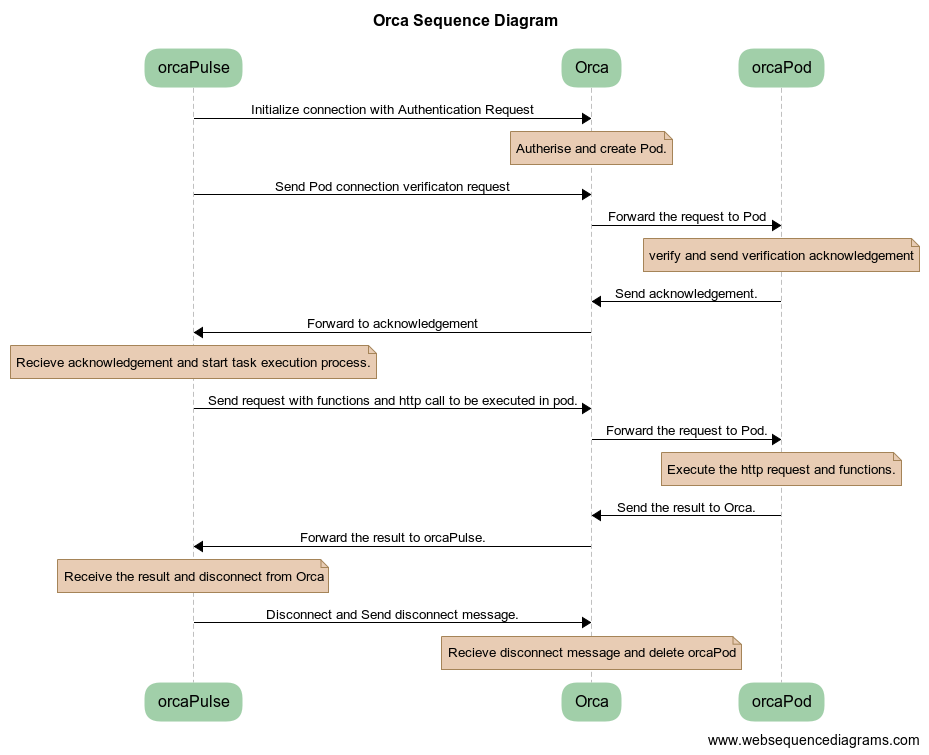 Orca Sequence Diagram
orcaPulse
Orca
orcaPod
Initialize connection with Authentication Request
Autherise and create Pod.
Send Pod connection verificaton request
Forward the request to Pod
verify and send verification acknowledgement
Send acknowledgement.
Forward to acknowledgement
Recieve acknowledgement and start task execution process.
Send request with functions and http call to be executed in pod.
Forward the request to Pod.
Execute the http request and functions.
Send the result to Orca.
Forward the result to orcaPulse.
Receive the result and disconnect from Orca
Disconnect and Send disconnect message.
Recieve disconnect message and delete orcaPod
orcaPulse
Orca
orcaPod
www.websequencediagrams.com